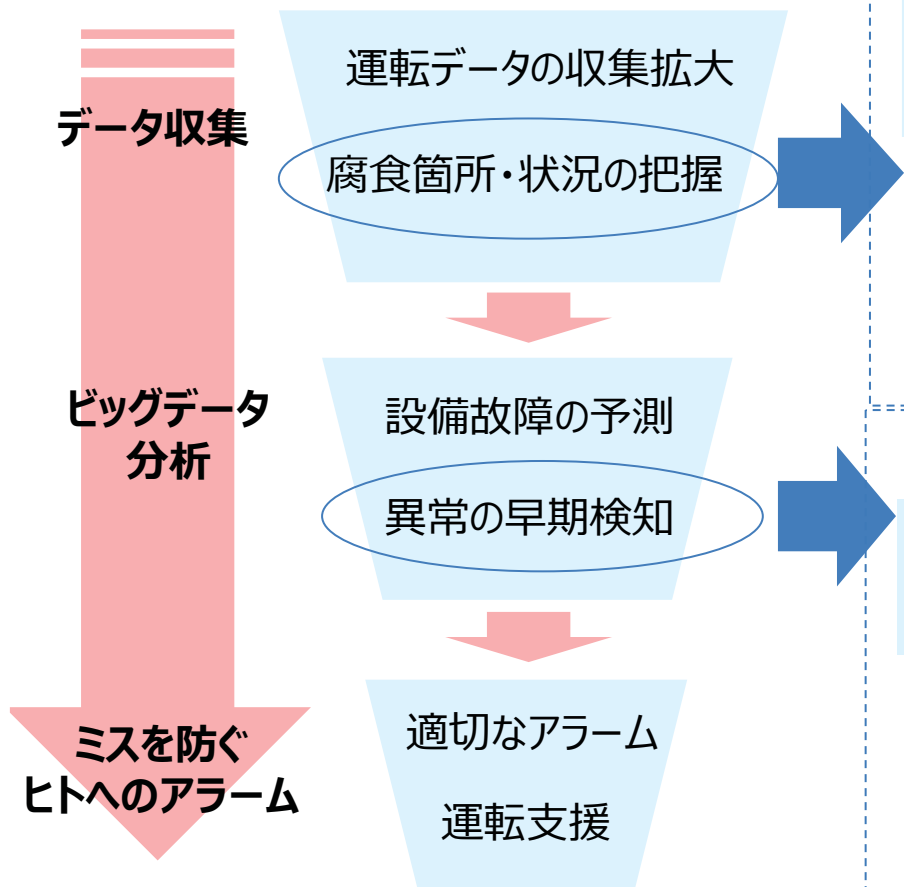 運転データの収集拡大
データ収集
腐食箇所・状況の把握
ビッグデータ
分析
設備故障の予測
異常の早期検知
ミスを防ぐ
ヒトへのアラーム
適切なアラーム
運転支援